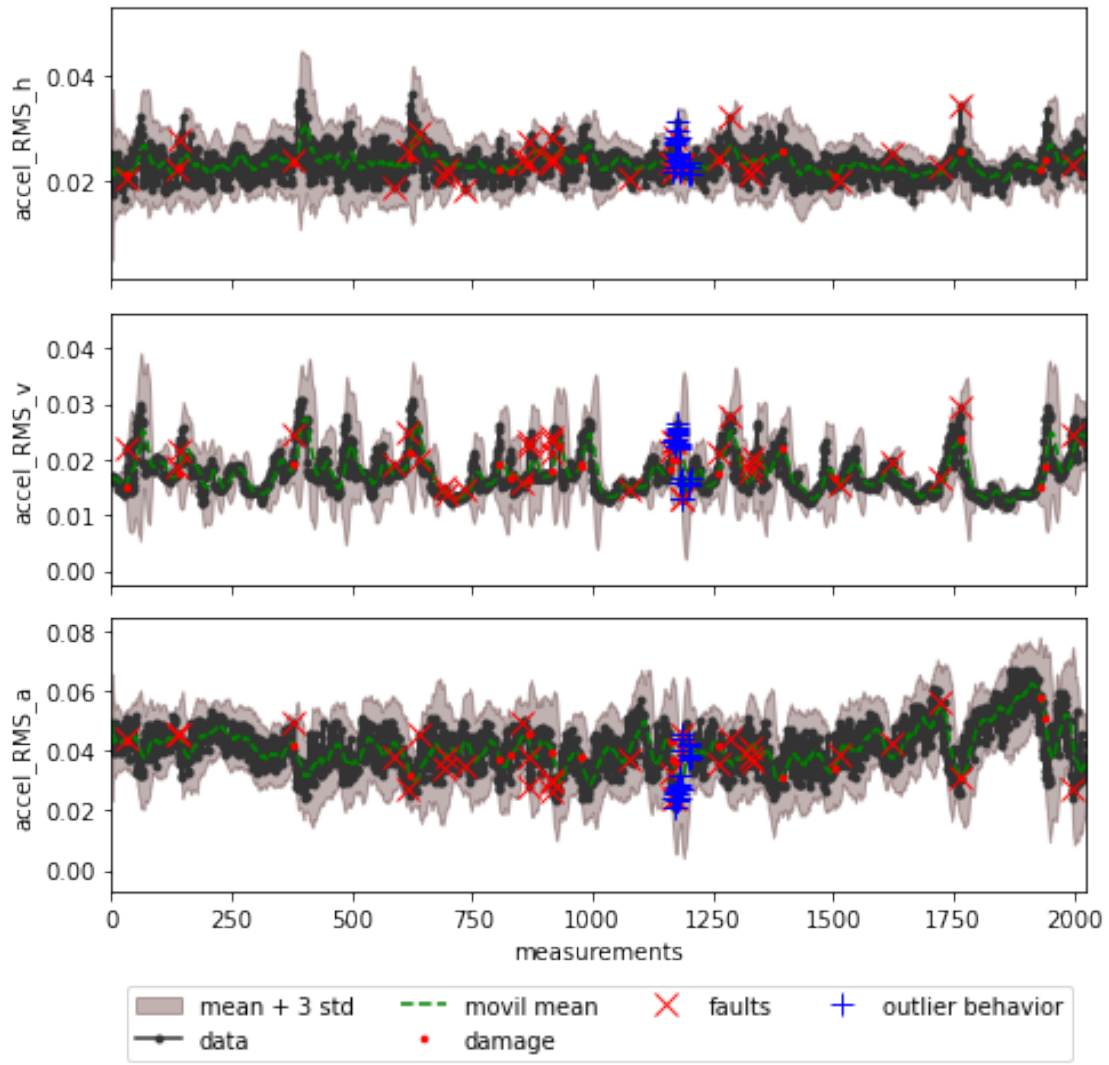 accel_RMS_h
0.04
0.02
accel_RMS_v
0.04
0.03
0.02
0.01
0.00
accel_RMS_a
0.08
0.06
0.04
0.02
0.00
0 250 500 750 1000 1250 1500 1750 2000
measurements
mean + 3 std movil mean faults outlier behavior
data damage